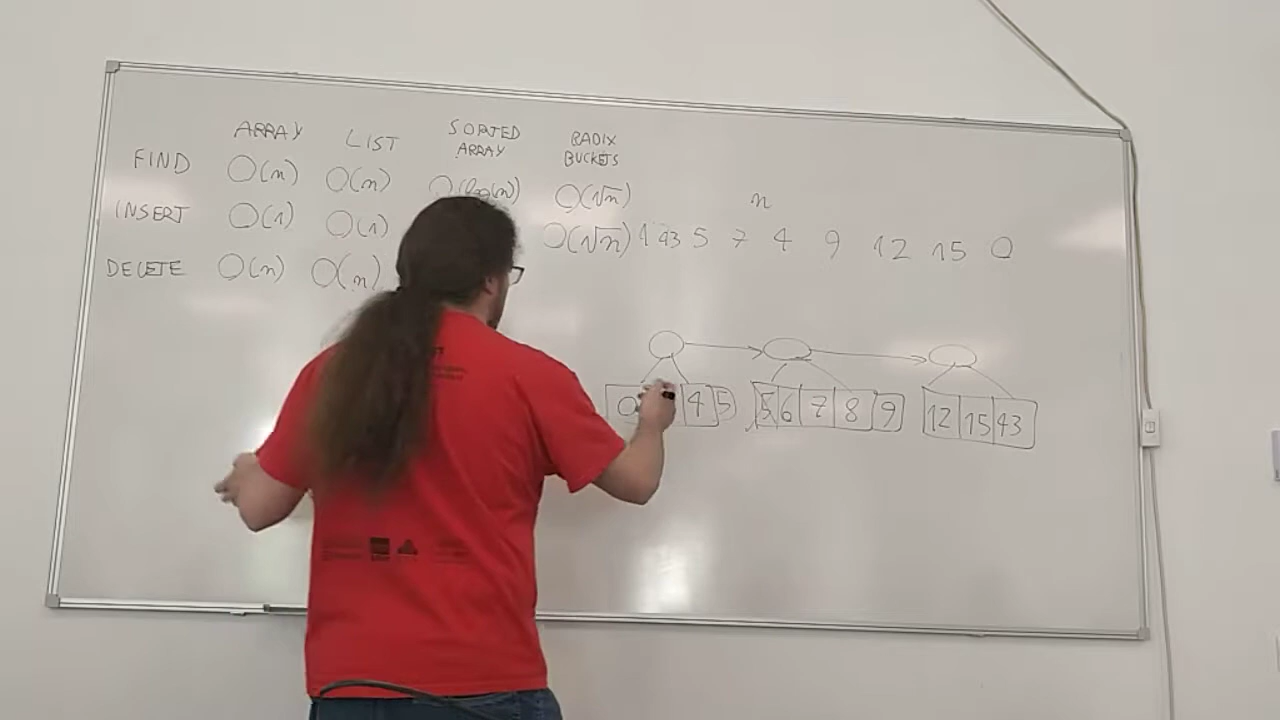 ARRAY LIST SORTED ARRAY RADIX BUCKETS
FIND O(n) O(n) O(log(n)) O(√n)
n
INSERT O(1) O(1) O(√n) 1 43 5 7 4 9 12 15 0
DELETE O(n) O(n)
0 4 5 5 6 7 8 9 12 15 43